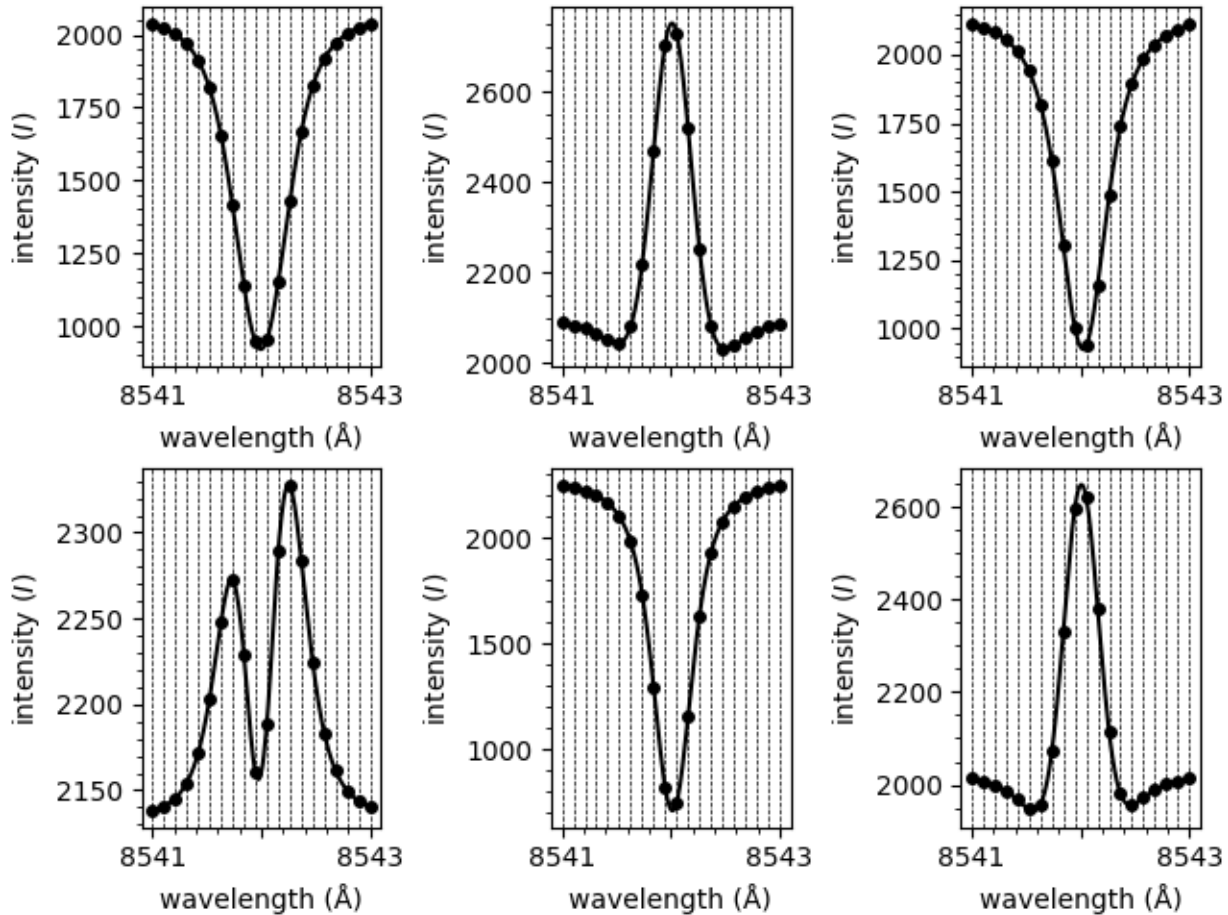 2000
1750
1500
1250
1000
intensity (I)
8541 8543
wavelength (Å)
2600
2400
2200
2000
intensity (I)
8541 8543
wavelength (Å)
2000
1750
1500
1250
1000
intensity (I)
8541 8543
wavelength (Å)
2300
2250
2200
2150
intensity (I)
8541 8543
wavelength (Å)
2000
1500
1000
intensity (I)
8541 8543
wavelength (Å)
2600
2400
2200
2000
intensity (I)
8541 8543
wavelength (Å)